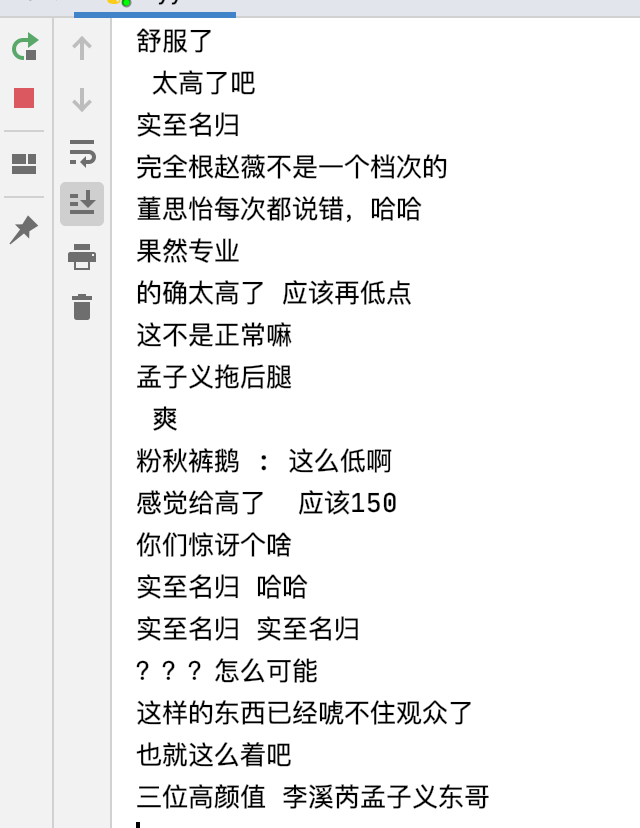 舒服了
太高了吧
实至名归
完全根赵薇不是一个档次的
董思怡每次都说错，哈哈
果然专业
的确太高了 应该再低点
这不是正常嘛
孟子义拖后腿
爽
粉秋裤鹅 : 这么低啊
感觉给高了  应该150
你们惊讶个啥
实至名归 哈哈
实至名归 实至名归
？？？怎么可能
这样的东西已经唬不住观众了
也就这么着吧
三位高颜值 李溪芮孟子义东哥